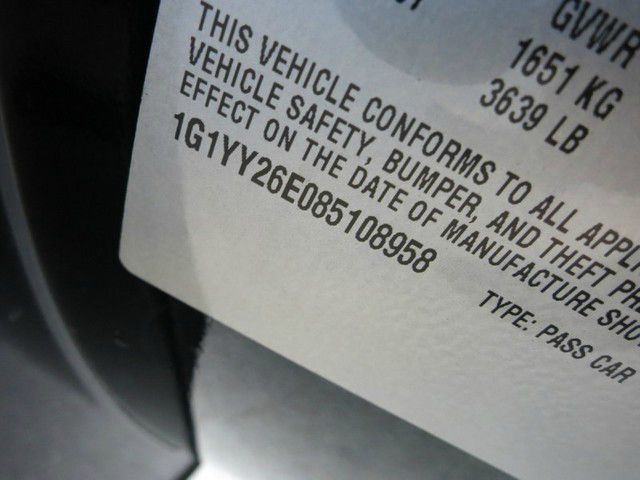 GVWR
1651 KG
3639 LB
THIS VEHICLE CONFORMS TO ALL
VEHICLE SAFETY, BUMPER, AND THEFT
EFFECT ON THE DATE OF MANUFACTURE
1G1YY26E085108958
TYPE: PASS CAR